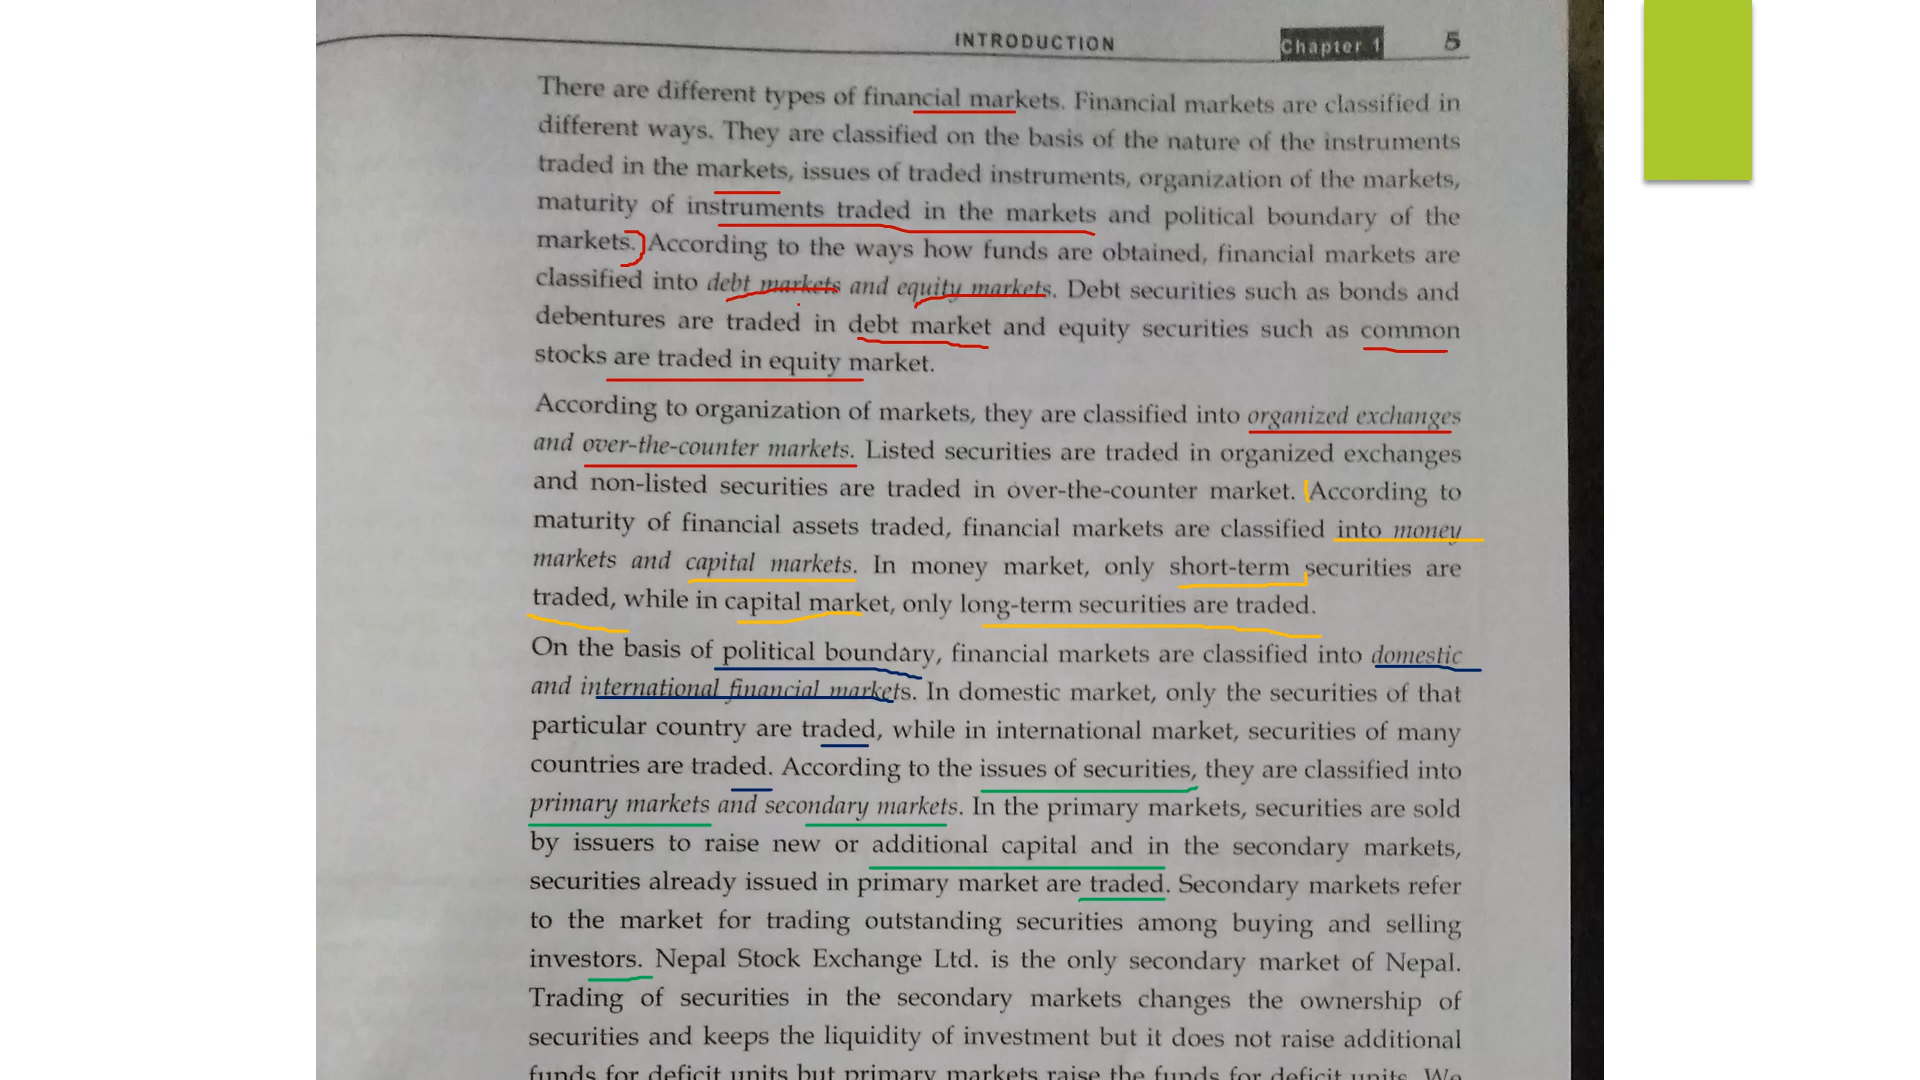 INTRODUCTION Chapter 1 5
There are different types of financial markets. Financial markets are classified in
different ways. They are classified on the basis of the nature of the instruments
traded in the markets, issues of traded instruments, organization of the markets,
maturity of instruments traded in the markets and political boundary of the
markets. According to the ways how funds are obtained, financial markets are
classified into debt markets and equity markets. Debt securities such as bonds and
debentures are traded in debt market and equity securities such as common
stocks are traded in equity market.
According to organization of markets, they are classified into organized exchanges
and over-the-counter markets. Listed securities are traded in organized exchanges
and non-listed securities are traded in over-the-counter market. According to
maturity of financial assets traded, financial markets are classified into money
markets and capital markets. In money market, only short-term securities are
traded, while in capital market, only long-term securities are traded.
On the basis of political boundary, financial markets are classified into domestic
and international financial markets. In domestic market, only the securities of that
particular country are traded, while in international market, securities of many
countries are traded. According to the issues of securities, they are classified into
primary markets and secondary markets. In the primary markets, securities are sold
by issuers to raise new or additional capital and in the secondary markets,
securities already issued in primary market are traded. Secondary markets refer
to the market for trading outstanding securities among buying and selling
investors. Nepal Stock Exchange Ltd. is the only secondary market of Nepal.
Trading of securities in the secondary markets changes the ownership of
securities and keeps the liquidity of investment but it does not raise additional
funds for deficit units but primary markets raise the funds for deficit units. We